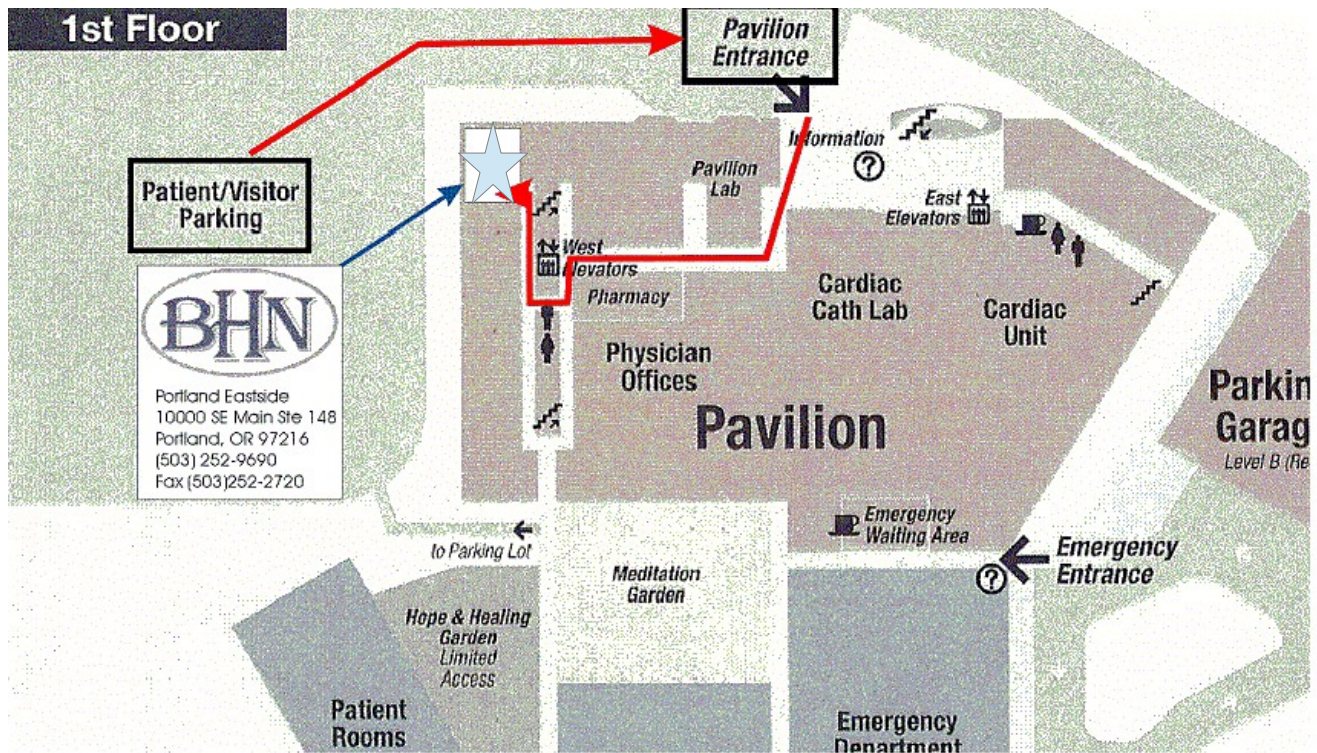 1st Floor
Pavilion
Entrance
Patient/Visitor
Parking
Information
?
Pavilion
Lab
East
Elevators
West
Elevators
Pharmacy
Cardiac
Cath Lab
Cardiac
Unit
Physician
Offices
Pavilion
BHN
Portland Eastside
10000 SE Main Ste 148
Portland, OR 97216
(503) 252-9690
Fax (503)252-2720
Parkin
Garag
Level B (Re
Emergency
Waiting Area
to Parking Lot
Emergency
Entrance
?
Meditation
Garden
Hope & Healing
Garden
Limited
Access
Patient
Rooms
Emergency
Department